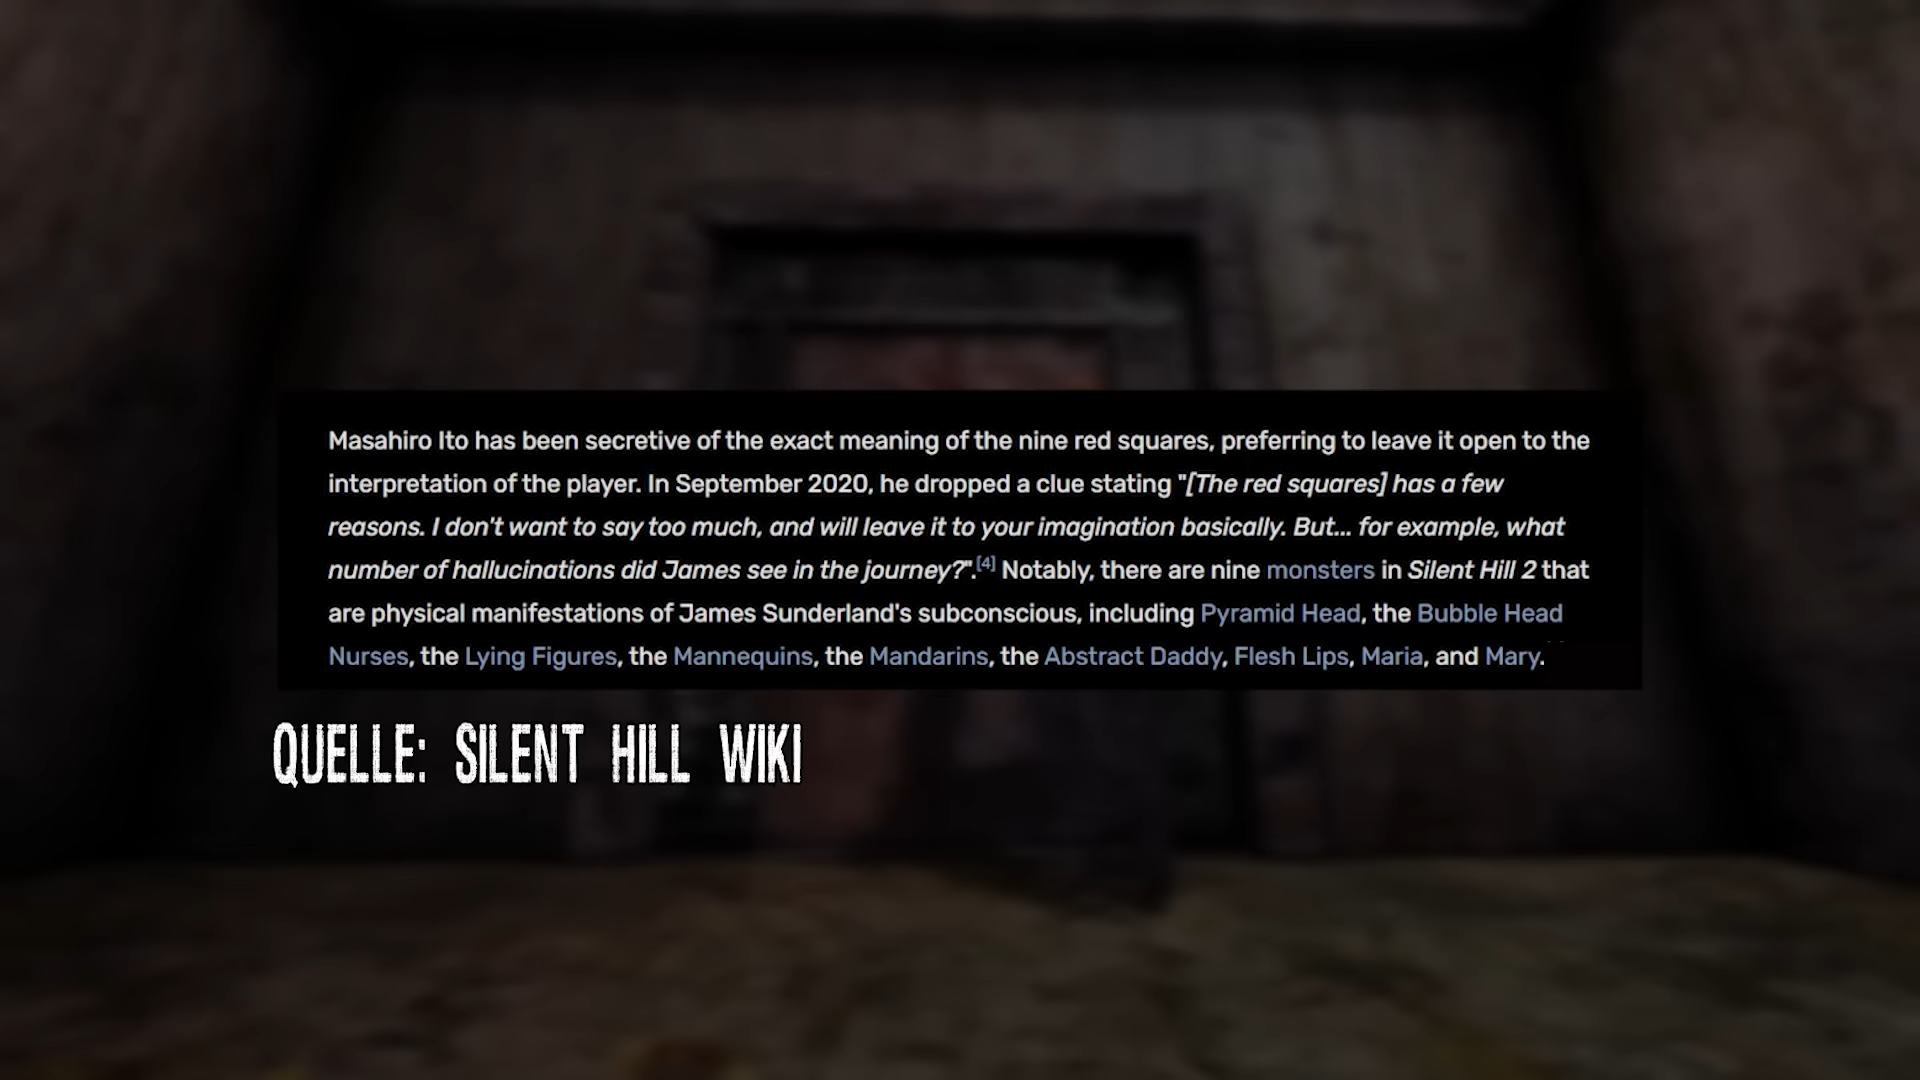 Masahiro Ito has been secretive of the exact meaning of the nine red squares, preferring to leave it open to the
interpretation of the player. In September 2020, he dropped a clue stating "[The red squares] has a few
reasons. I don't want to say too much, and will leave it to your imagination basically. But... for example, what
number of hallucinations did James see in the journey?".[4] Notably, there are nine monsters in Silent Hill 2 that
are physical manifestations of James Sunderland's subconscious, including Pyramid Head, the Bubble Head
Nurses, the Lying Figures, the Mannequins, the Mandarins, the Abstract Daddy, Flesh Lips, Maria, and Mary.
QUELLE: SILENT HILL WIKI